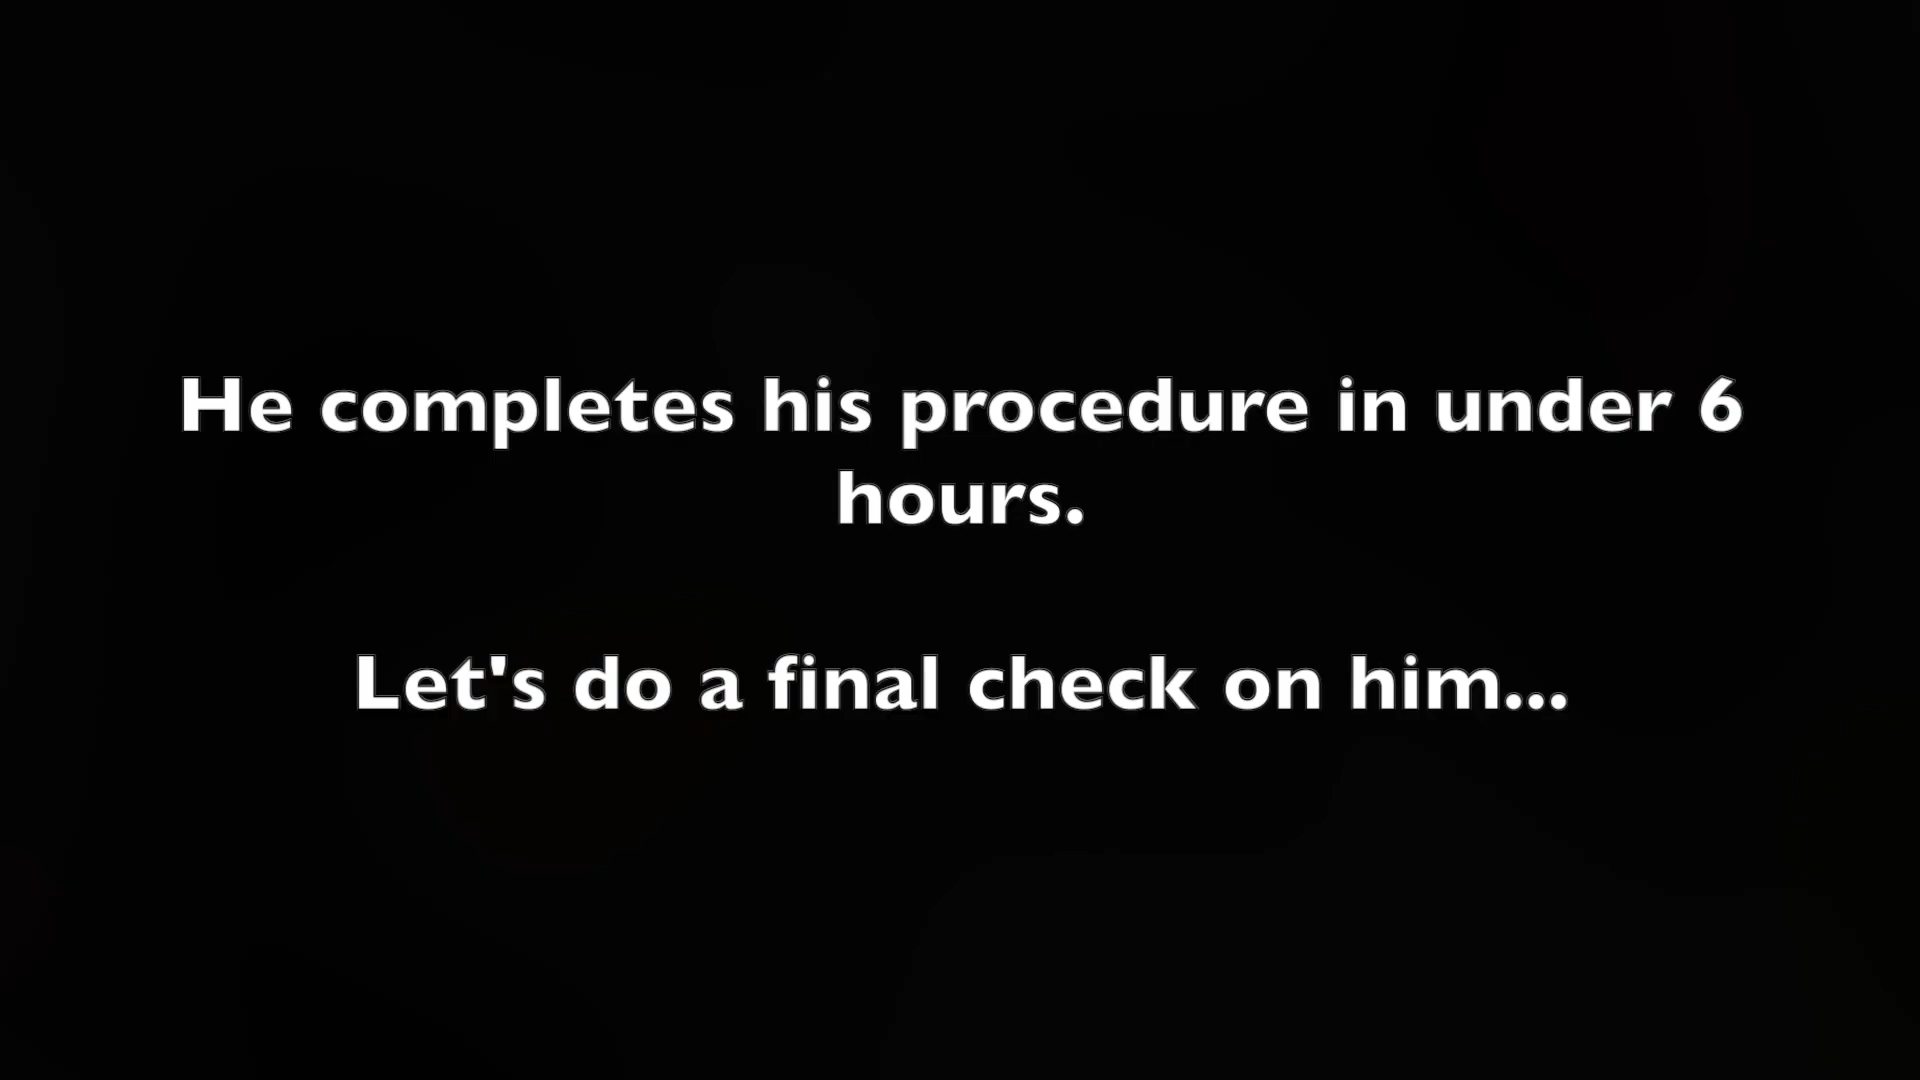 He completes his procedure in under 6
hours.
Let's do a final check on him...